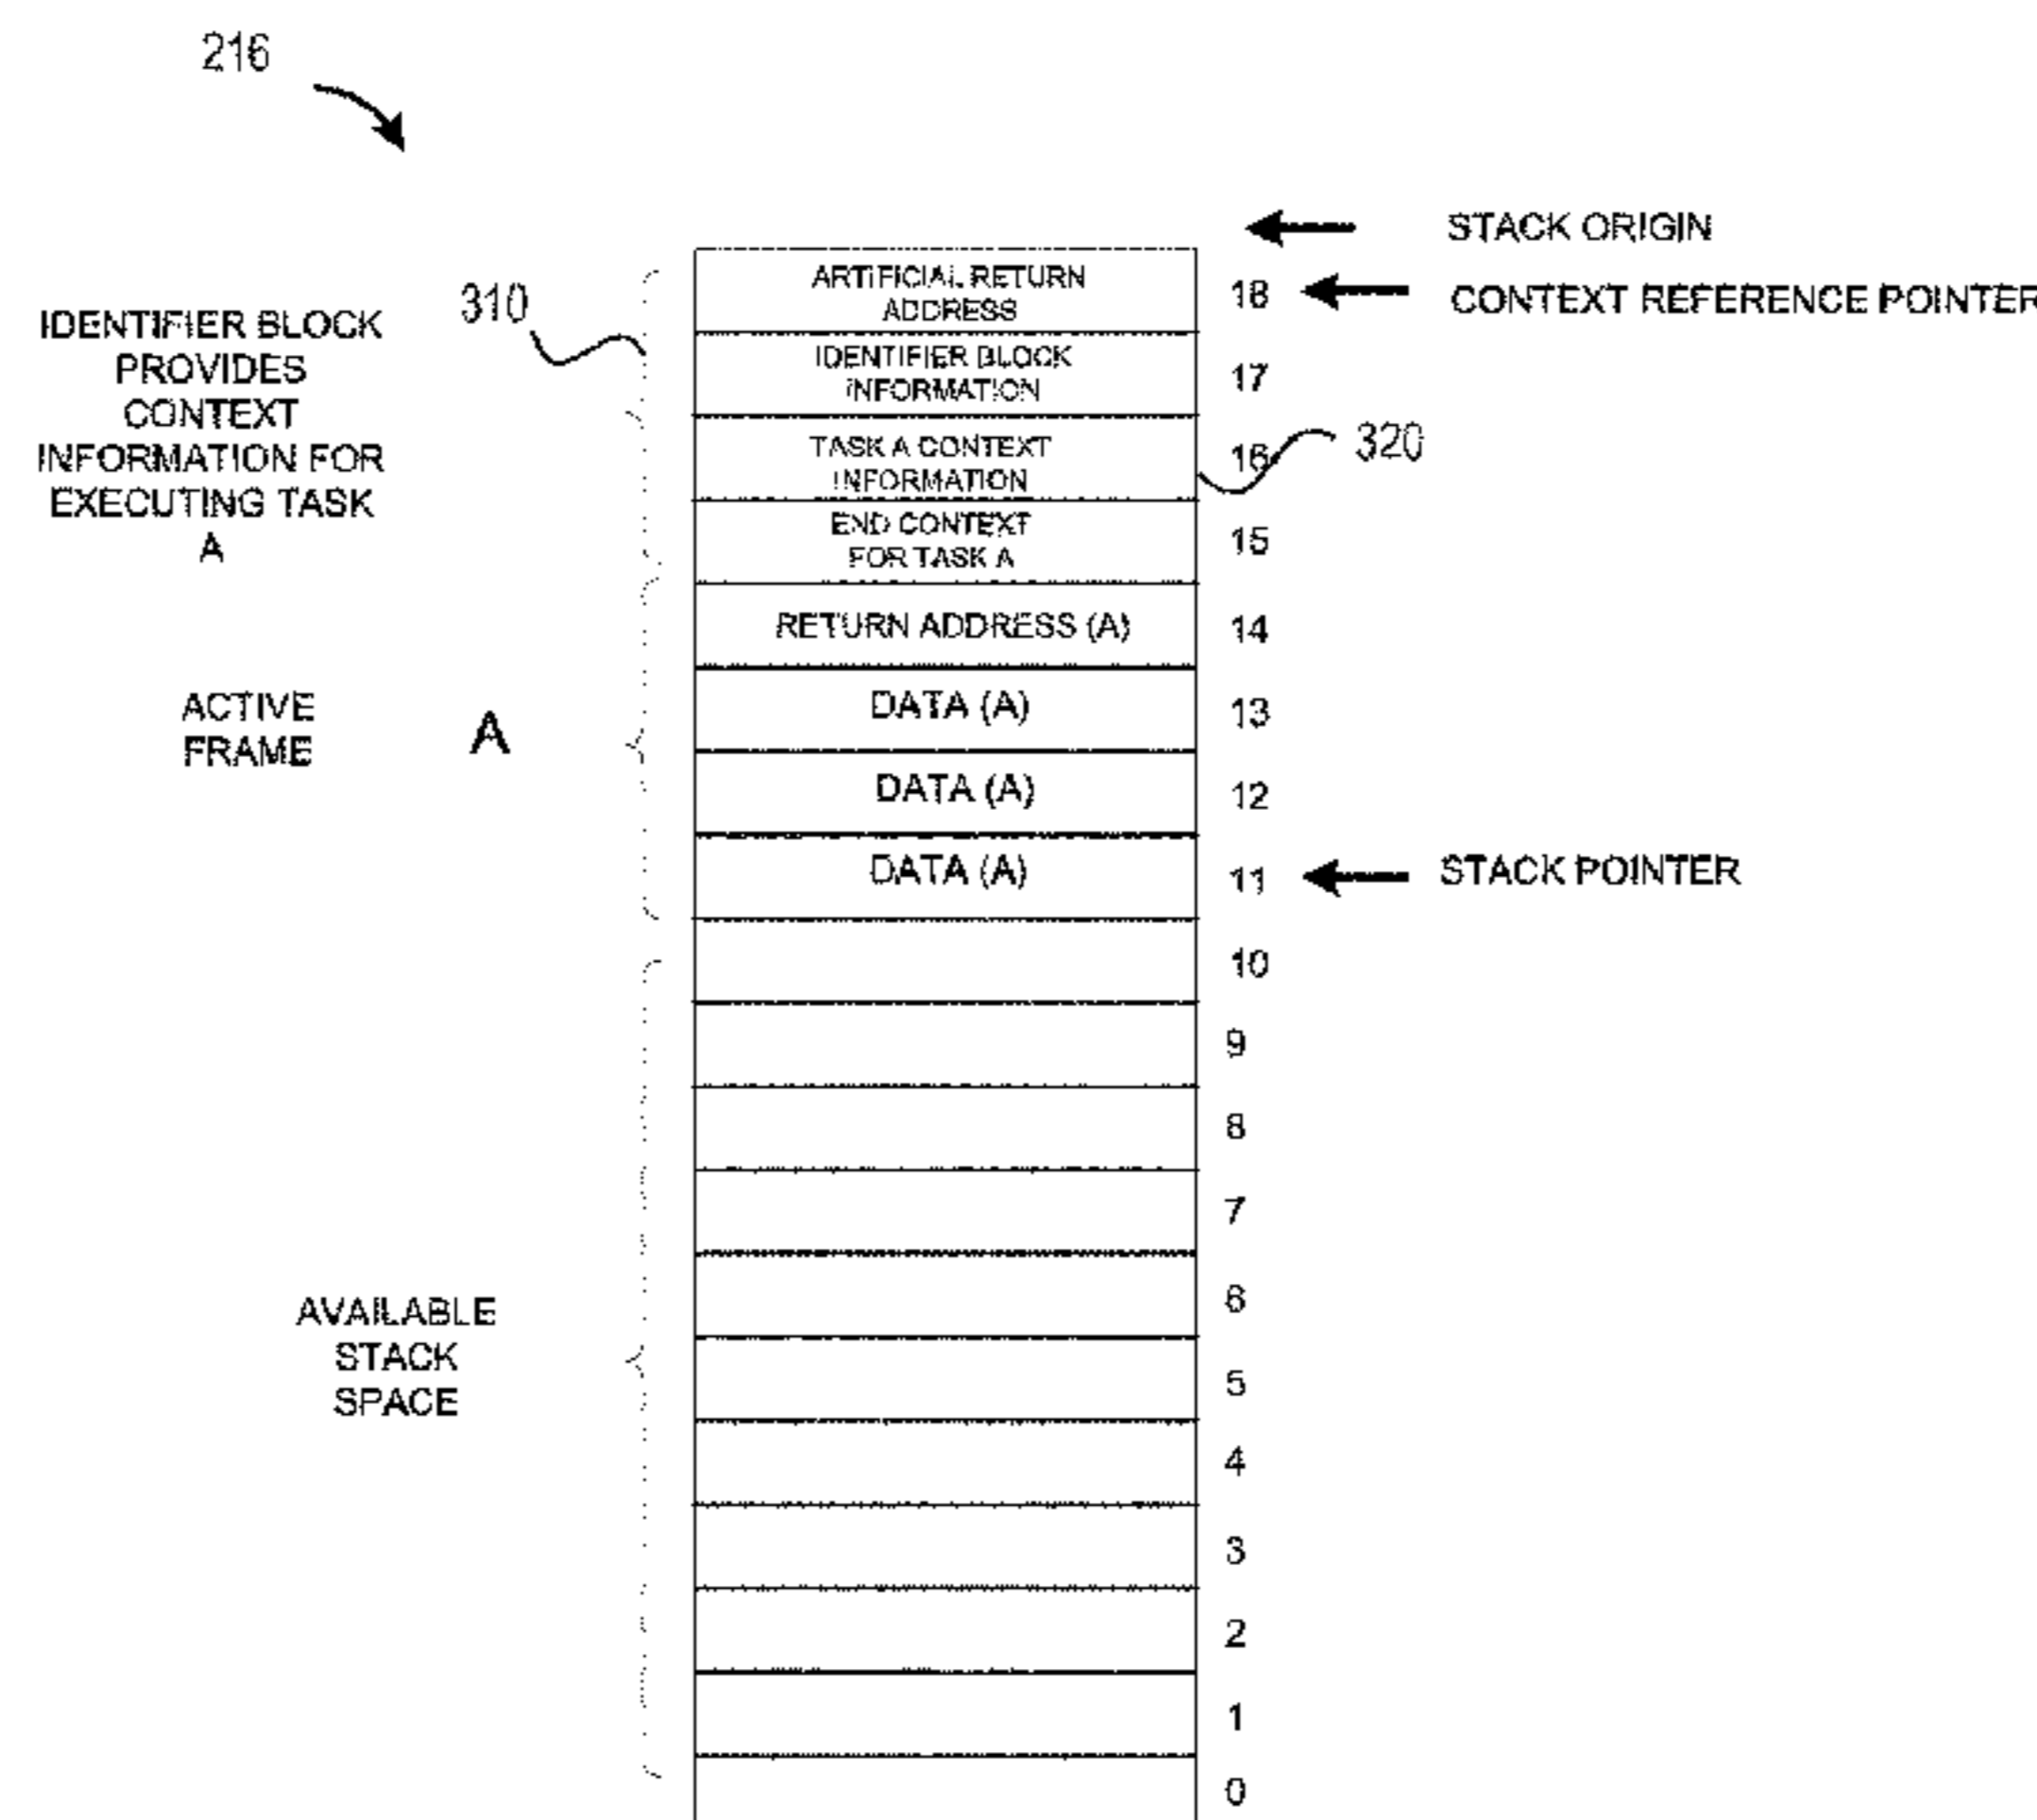 216
STACK ORIGIN
ARTIFICIAL RETURN
ADDRESS
18
CONTEXT REFERENCE POINTER
310
IDENTIFIER BLOCK
PROVIDES
CONTEXT
INFORMATION FOR
EXECUTING TASK
A
IDENTIFIER BLOCK
INFORMATION
17
TASK A CONTEXT
INFORMATION
16
320
END CONTEXT
FOR TASK A
15
RETURN ADDRESS (A)
14
ACTIVE
FRAME
A
DATA (A)
13
DATA (A)
12
DATA (A)
11
STACK POINTER
10
9
8
7
6
AVAILABLE
STACK
SPACE
5
4
3
2
1
0